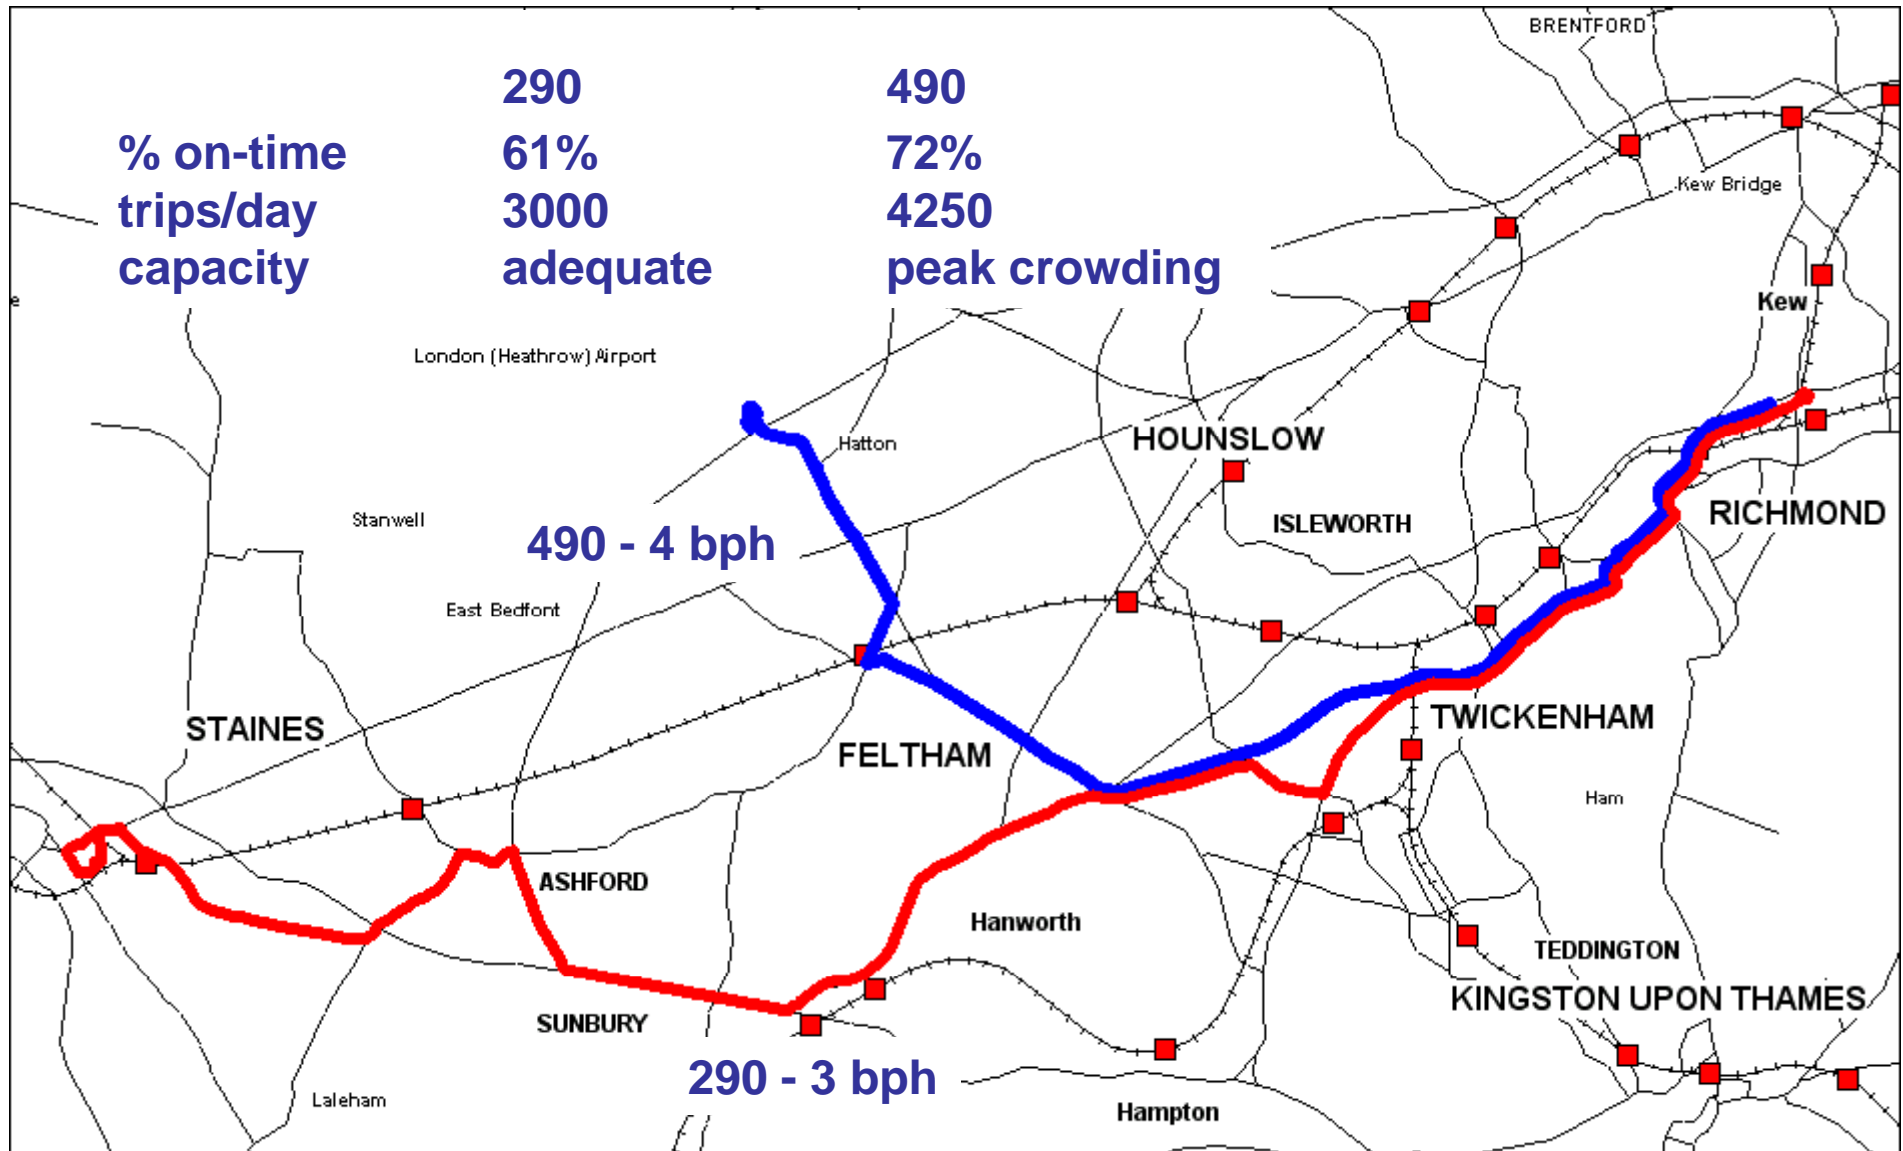 BRENTFORD
290 490
% on-time 61% 72%
trips/day 3000 4250
Kew Bridge
capacity adequate peak crowding
e
Kew
London (Heathrow) Airport
Hatton
HOUNSLOW
Stanwell
ISLEWORTH
RICHMOND
490 - 4 bph
East Bedfont
STAINES
TWICKENHAM
FELTHAM
Ham
ASHFORD
Hanworth
TEDDINGTON
KINGSTON UPON THAMES
SUNBURY
290 - 3 bph
Laleham
Hampton